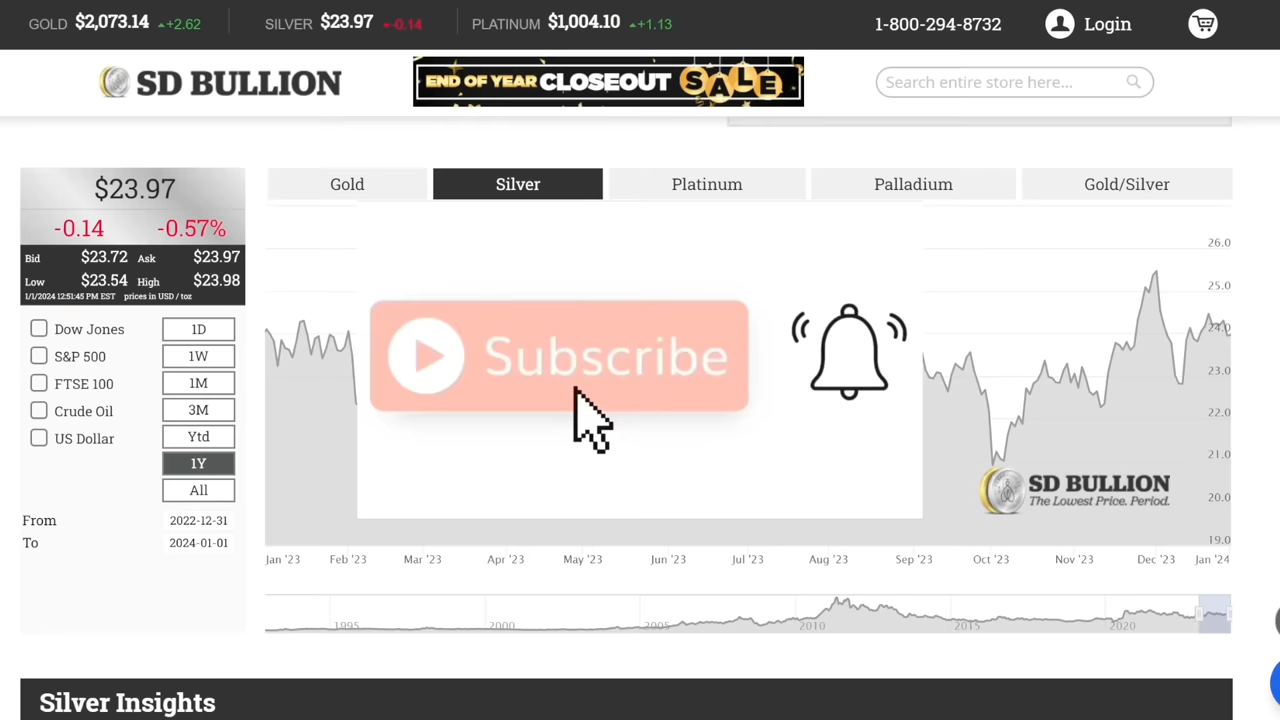 GOLD $2,073.14 +2.62 SILVER $23.97 -0.14 PLATINUM $1,004.10 +1.13 1-800-294-8732 Login
SD BULLION END OF YEAR CLOSEOUT SALE Search entire store here...
$23.97
-0.14 -0.57%
Bid $23.72 Ask $23.97
Low $23.54 High $23.98
1/1/2024 12:51:45 PM EST prices in USD / toz
Dow Jones 1D
S&P 500 1W
FTSE 100 1M
Crude Oil 3M
US Dollar Ytd
1Y
All
From 2022-12-31
To 2024-01-01
Gold Silver Platinum Palladium Gold/Silver
26.0
25.0
24.0
23.0
22.0
21.0
20.0
19.0
Subscribe
SD BULLION
The Lowest Price. Period.
Jan '23 Feb '23 Mar '23 Apr '23 May '23 Jun '23 Jul '23 Aug '23 Sep '23 Oct '23 Nov '23 Dec '23 Jan '24
1995 2000 2005 2010 2015 2020
Silver Insights